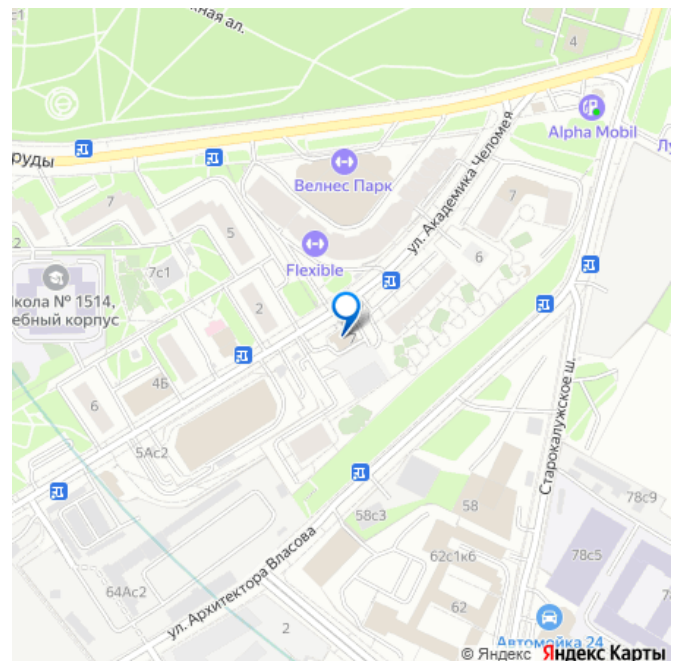 с1
ная ал.
4
Alpha Mobil
Лу
руды
Велнес Парк
ул. Академика Челомея
7
5
7
2
Flexible
6
7с1
кола № 1514,
ебный корпус
2
7
4Б
6
5Ас2
Старокалужское ш.
78с9
58
58с3
ул. Архитектора Власова
62с1к6
78с5
64Ас2
62
2
Автомойка 24
© Яндекс Яндекс Карты